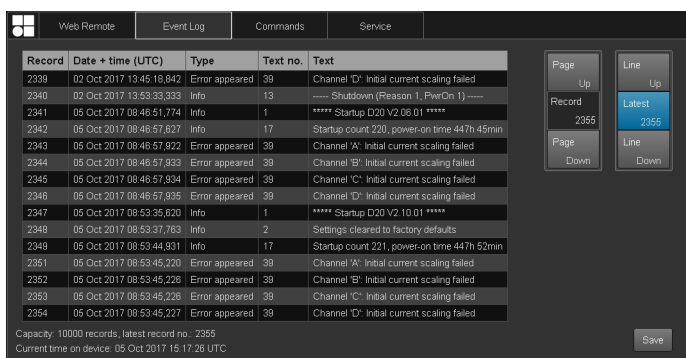 Web Remote Event Log Commands Service
Record Date + time (UTC) Type Text no. Text
2339 02 Oct 2017 13:45:18,842 Error appeared 39 Channel 'D': Initial current scaling failed
2340 02 Oct 2017 13:53:33,333 Info 13 ----- Shutdown (Reason 1, PwrOn 1) -----
2341 05 Oct 2017 08:46:51,774 Info 1 ***** Startup D20 V2.06.01 *****
2342 05 Oct 2017 08:46:57,627 Info 17 Startup count 220, power-on time 447h 45min
2343 05 Oct 2017 08:46:57,922 Error appeared 39 Channel 'A': Initial current scaling failed
2344 05 Oct 2017 08:46:57,933 Error appeared 39 Channel 'B': Initial current scaling failed
2345 05 Oct 2017 08:46:57,934 Error appeared 39 Channel 'C': Initial current scaling failed
2346 05 Oct 2017 08:46:57,935 Error appeared 39 Channel 'D': Initial current scaling failed
2347 05 Oct 2017 08:53:35,620 Info 1 ***** Startup D20 V2.10.01 *****
2348 05 Oct 2017 08:53:37,763 Info 2 Settings cleared to factory defaults
2349 05 Oct 2017 08:53:44,931 Info 17 Startup count 221, power-on time 447h 52min
2351 05 Oct 2017 08:53:45,220 Error appeared 39 Channel 'A': Initial current scaling failed
2352 05 Oct 2017 08:53:45,226 Error appeared 39 Channel 'B': Initial current scaling failed
2353 05 Oct 2017 08:53:45,226 Error appeared 39 Channel 'C': Initial current scaling failed
2354 05 Oct 2017 08:53:45,227 Error appeared 39 Channel 'D': Initial current scaling failed
Page Line
Up Up
Record Latest
2355 2355
Page Line
Down Down
Capacity: 10000 records, latest record no.: 2355
Current time on device: 05 Oct 2017 15:17:26 UTC
Save